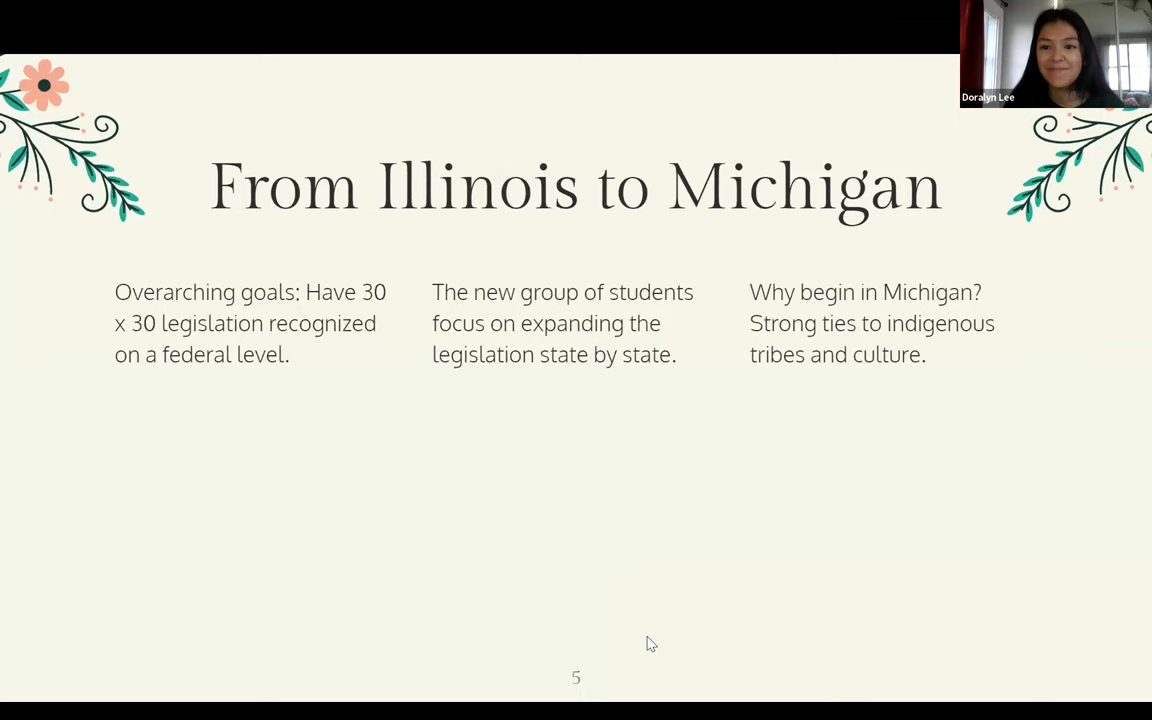 Doralyn Lee
From Illinois to Michigan
Overarching goals: Have 30
x 30 legislation recognized
on a federal level.
The new group of students
focus on expanding the
legislation state by state.
Why begin in Michigan?
Strong ties to indigenous
tribes and culture.
5